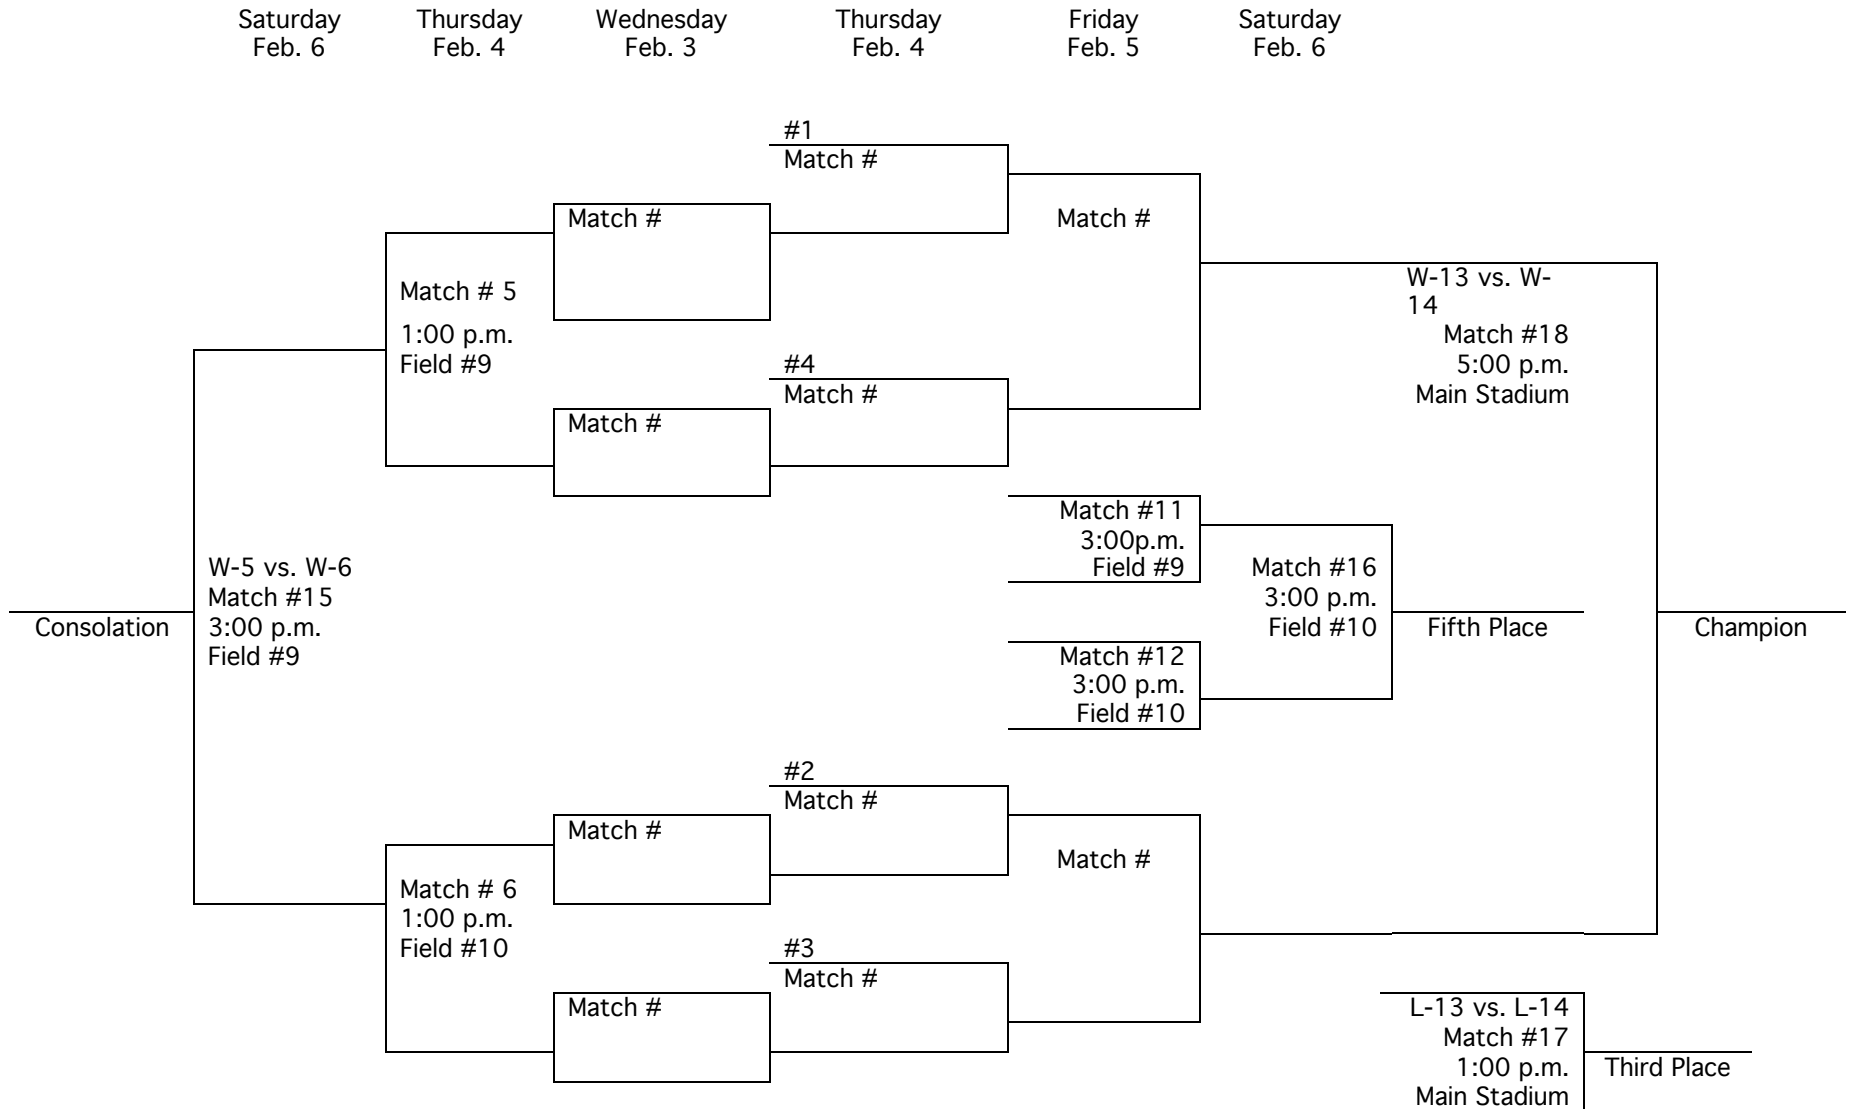 Saturday Thursday Wednesday Thursday Friday Saturday
Feb. 6 Feb. 4 Feb. 3 Feb. 4 Feb. 5 Feb. 6
#1
Match #
Match # Match #
W-13 vs. W-
14
Match # 5
1:00 p.m. Match #18
Field #9 #4 5:00 p.m.
Match # Main Stadium
Match #
Match #11
3:00p.m.
W-5 vs. W-6 Field #9 Match #16
Match #15 3:00 p.m.
Consolation 3:00 p.m. Field #10 Fifth Place Champion
Field #9 Match #12
3:00 p.m.
Field #10
#2
Match #
Match #
Match #
Match # 6
1:00 p.m.
Field #10 #3
Match #
Match # L-13 vs. L-14
Match #17
1:00 p.m. Third Place
Main Stadium